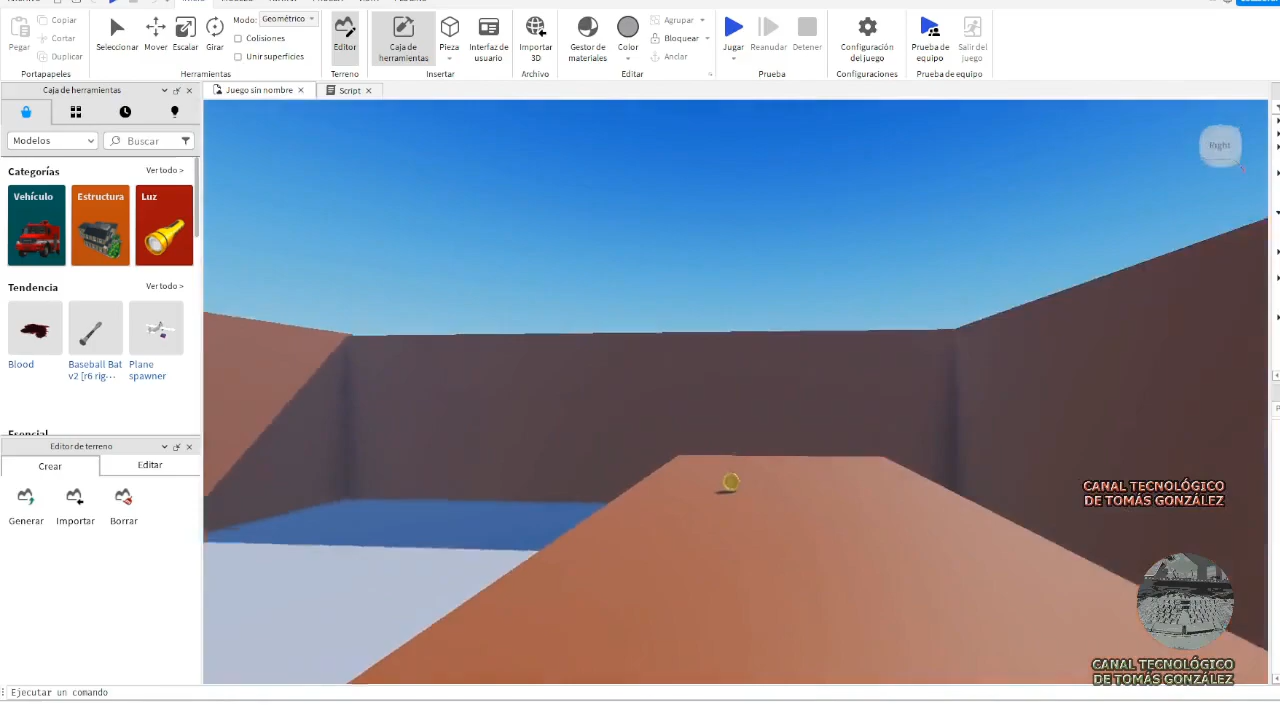 Pegar
Copiar
Cortar
Duplicar
Portapapeles
Seleccionar
Mover
Escalar
Girar
Modo: Geométrico
Colisiones
Unir superficies
Herramientas
Editor
Terreno
Caja de
herramientas
Pieza
Interfaz de
usuario
Insertar
Importar
3D
Archivo
Gestor de
materiales
Color
Agrupar
Bloquear
Anclar
Editar
Jugar
Reanudar
Detener
Prueba
Configuración
del juego
Configuraciones
Prueba de
equipo
Salir del
juego
Prueba de equipo
Caja de herramientas
Juego sin nombre
Script
Modelos
Buscar
Categorías
Ver todo >
Vehículo
Estructura
Luz
Tendencia
Ver todo >
Blood
Baseball Bat
v2 [r6 rig-···
Plane
spawner
Esencial
Editor de terreno
Crear
Editar
Generar
Importar
Borrar
Right
CANAL TECNOLÓGICO
DE TOMÁS GONZÁLEZ
CANAL TECNOLÓGICO
DE TOMÁS GONZÁLEZ
Ejecutar un comando